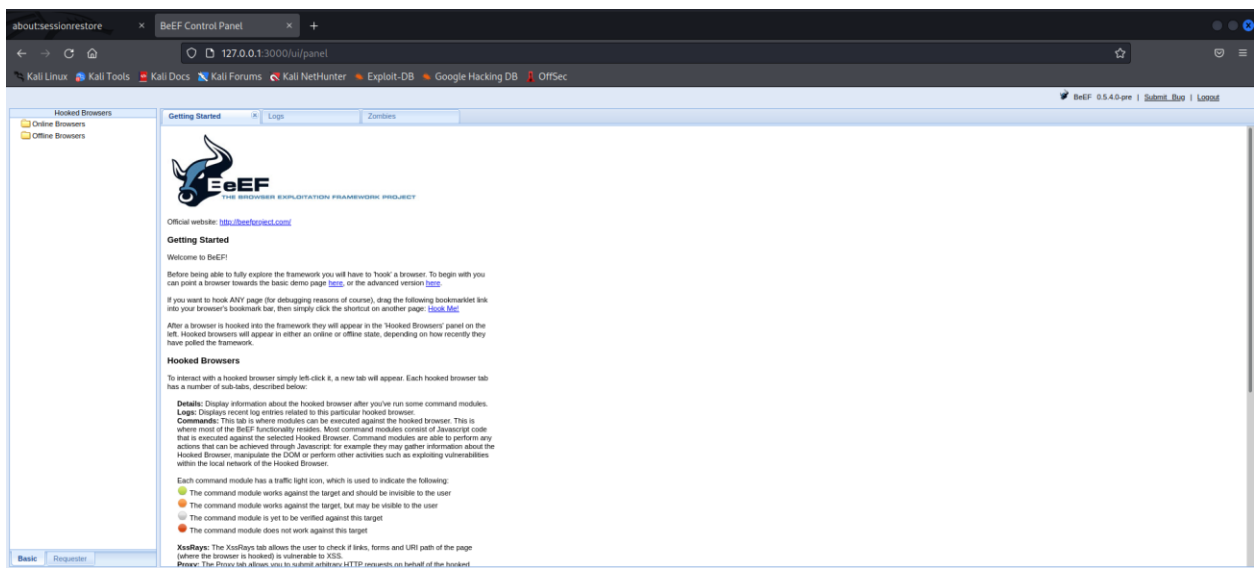 about:sessionrestore
BeEF Control Panel
127.0.0.1:3000/ui/panel
Kali Linux Kali Tools Kali Docs Kali Forums Kali NetHunter Exploit-DB Google Hacking DB OffSec
BeEF 0.5.4.0-pre | Submit Bug | Logout
Hooked Browsers
Online Browsers
Offline Browsers
Getting Started Logs Zombies
BeEF
THE BROWSER EXPLOITATION FRAMEWORK PROJECT
Official website: http://beefproject.com/
Getting Started
Welcome to BeEF!
Before being able to fully explore the framework you will have to 'hook' a browser. To begin with you
can point a browser towards the basic demo page here, or the advanced version here.
If you want to hook ANY page (for debugging reasons of course), drag the following bookmarklet link
into your browser's bookmark bar, then simply click the shortcut on another page: Hook Me!
After a browser is hooked into the framework they will appear in the 'Hooked Browsers' panel on the
left. Hooked browsers will appear in either an online or offline state, depending on how recently they
have polled the framework.
Hooked Browsers
To interact with a hooked browser simply left-click it, a new tab will appear. Each hooked browser tab
has a number of sub-tabs, described below:
Details: Display information about the hooked browser after you've run some command modules.
Logs: Displays recent log entries related to this particular hooked browser.
Commands: This tab is where modules can be executed against the hooked browser. This is
where most of the BeEF functionality resides. Most command modules consist of Javascript code
that is executed against the selected Hooked Browser. Command modules are able to perform any
actions that can be achieved through Javascript: for example they may gather information about the
Hooked Browser, manipulate the DOM or perform other activities such as exploiting vulnerabilities
within the local network of the Hooked Browser.
Each command module has a traffic light icon, which is used to indicate the following:
The command module works against the target and should be invisible to the user
The command module works against the target, but may be visible to the user
The command module is yet to be verified against this target
The command module does not work against this target
XssRays: The XssRays tab allows the user to check if links, forms and URI path of the page
(where the browser is hooked) is vulnerable to XSS.
Proxy: The Proxy tab allows you to submit arbitrary HTTP requests on behalf of the hooked
Basic Requester